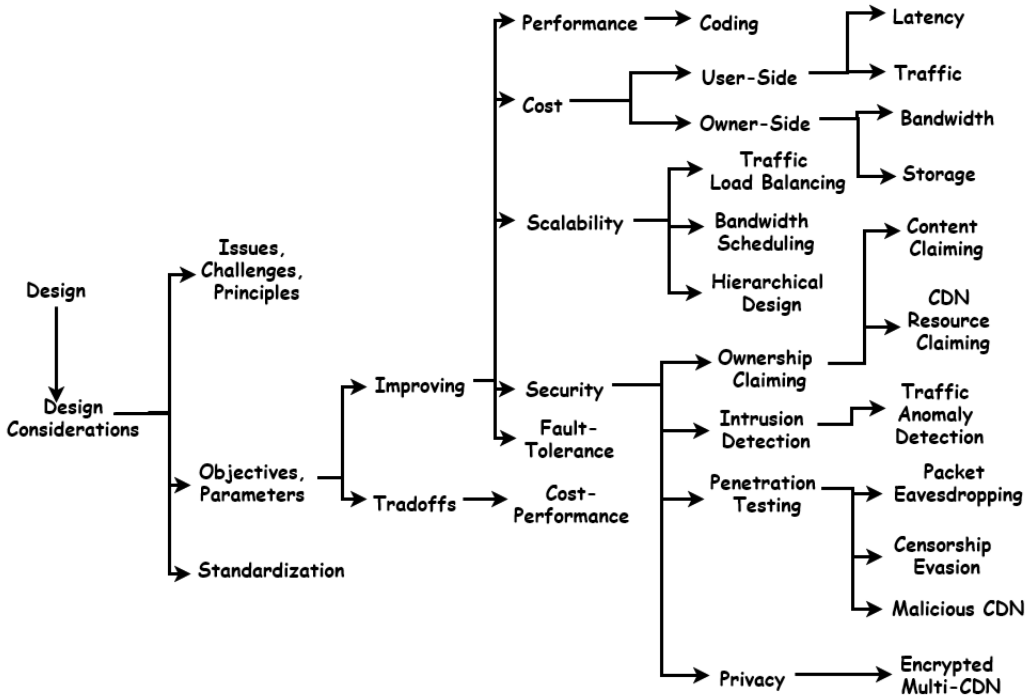 Design
Design
Considerations
Issues,
Challenges,
Principles
Objectives,
Parameters
Standardization
Improving
Tradoffs
Cost-
Performance
Performance
Coding
Cost
User-Side
Latency
Traffic
Owner-Side
Bandwidth
Storage
Scalability
Traffic
Load Balancing
Bandwidth
Scheduling
Hierarchical
Design
Security
Ownership
Claiming
Content
Claiming
CDN
Resource
Claiming
Intrusion
Detection
Traffic
Anomaly
Detection
Penetration
Testing
Packet
Eavesdropping
Censorship
Evasion
Malicious CDN
Privacy
Encrypted
Multi-CDN
Fault-
Tolerance